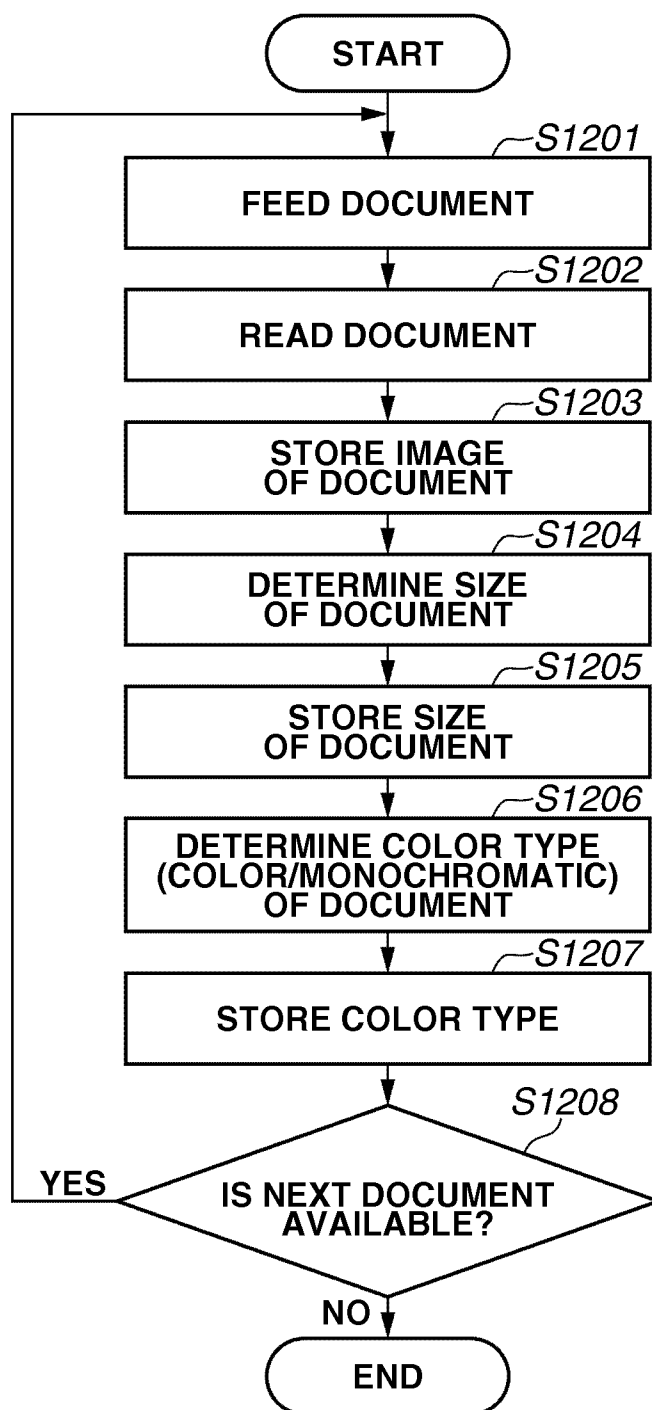 START
S1201
FEED DOCUMENT
S1202
READ DOCUMENT
S1203
STORE IMAGE
OF DOCUMENT
S1204
DETERMINE SIZE
OF DOCUMENT
S1205
STORE SIZE
OF DOCUMENT
S1206
DETERMINE COLOR TYPE
(COLOR/MONOCHROMATIC)
OF DOCUMENT
S1207
STORE COLOR TYPE
S1208
YES
IS NEXT DOCUMENT
AVAILABLE?
NO
END